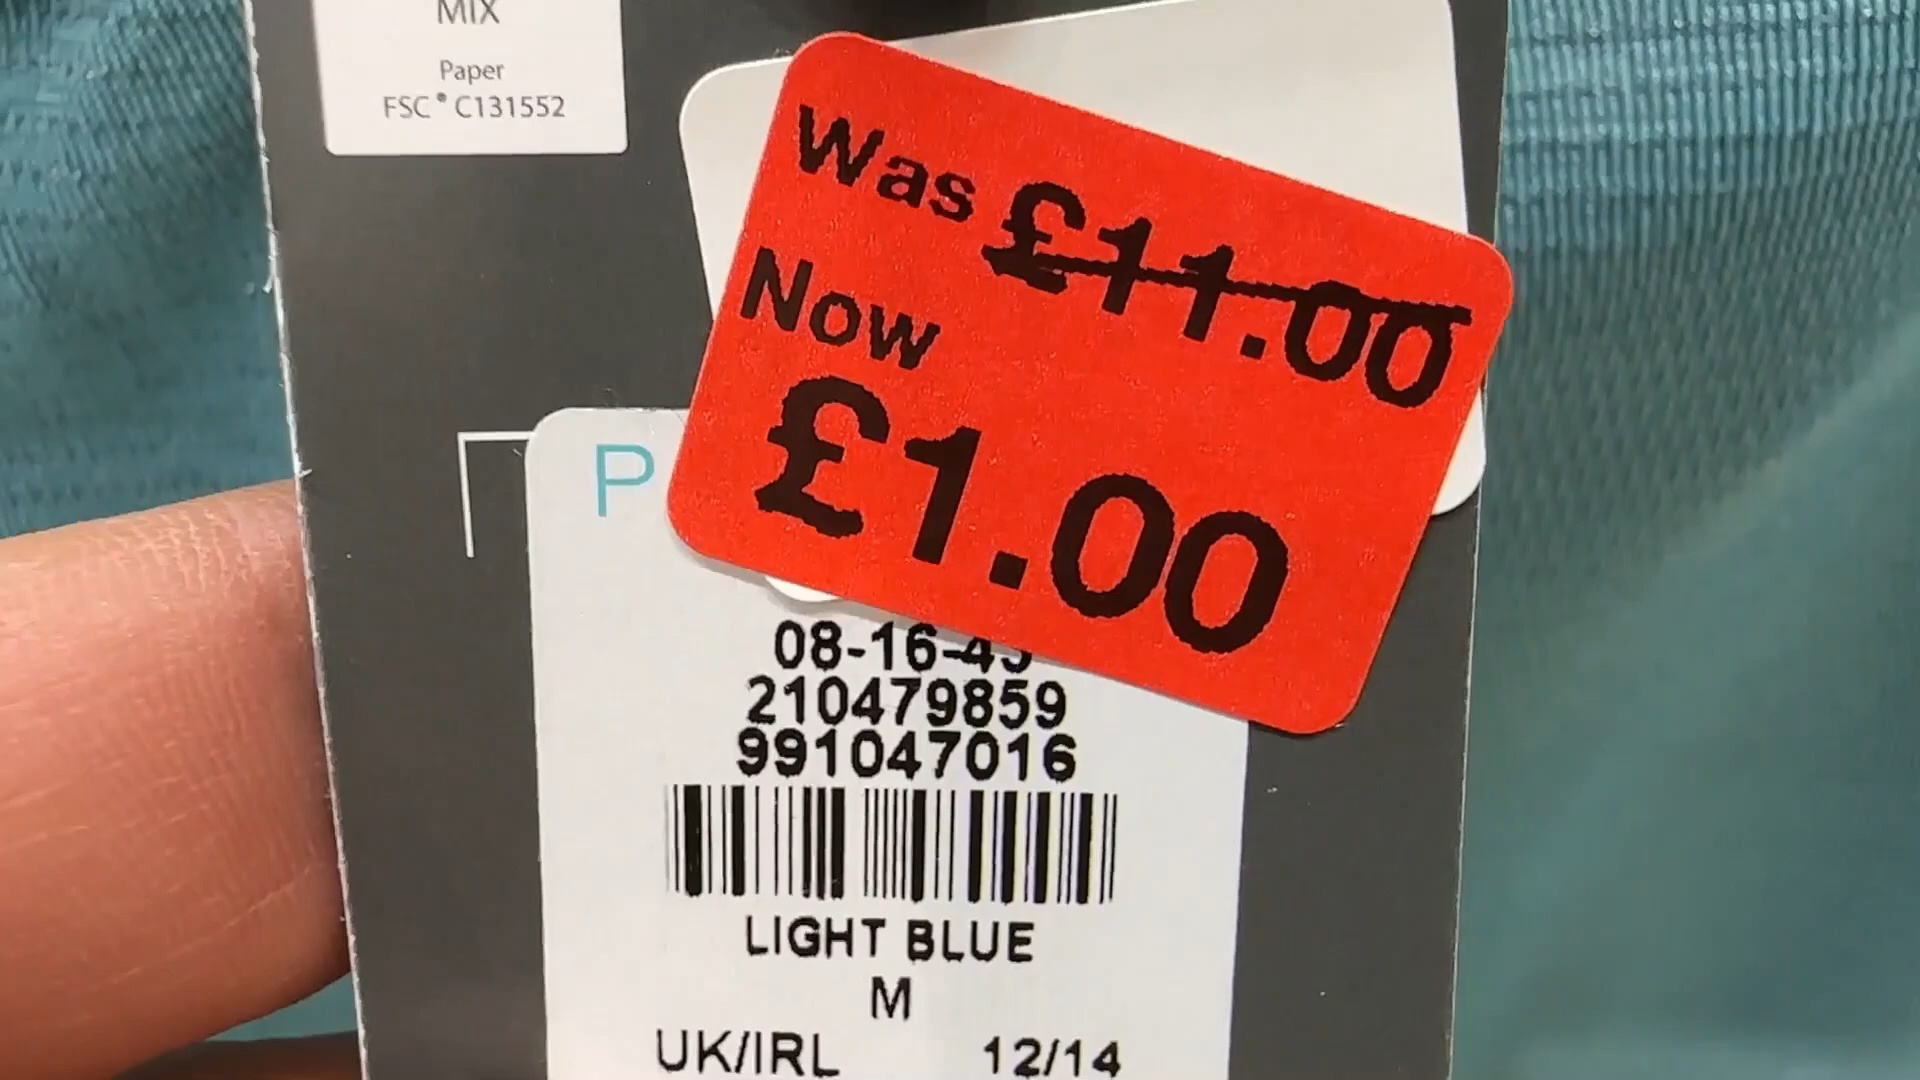 MIX
Paper
FSC® C131552
Was £11.00
Now
£1.00
P
08-16-45
210479859
991047016
LIGHT BLUE
M
UK/IRL 12/14